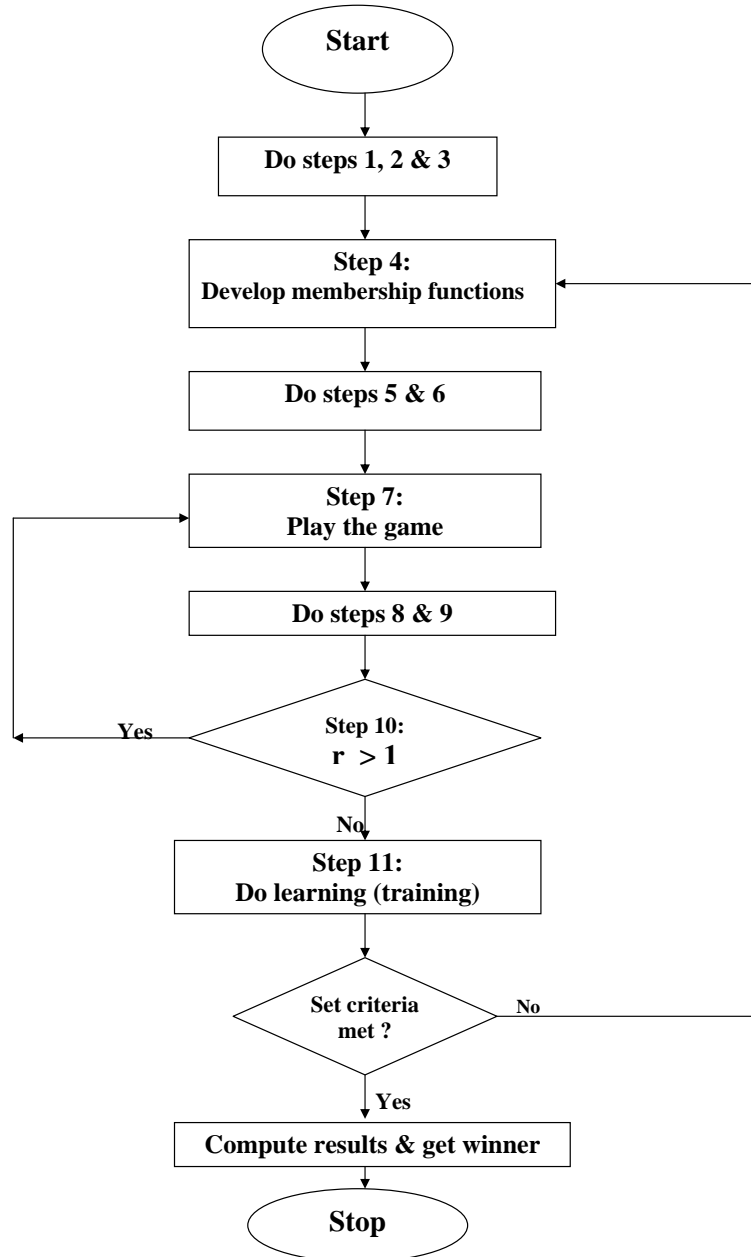 Start
Do steps 1, 2 & 3
Step 4:
Develop membership functions
Do steps 5 & 6
Step 7:
Play the game
Do steps 8 & 9
Step 10:
r > 1
Yes
No
Step 11:
Do learning (training)
Set criteria
met ?
No
Yes
Compute results & get winner
Stop